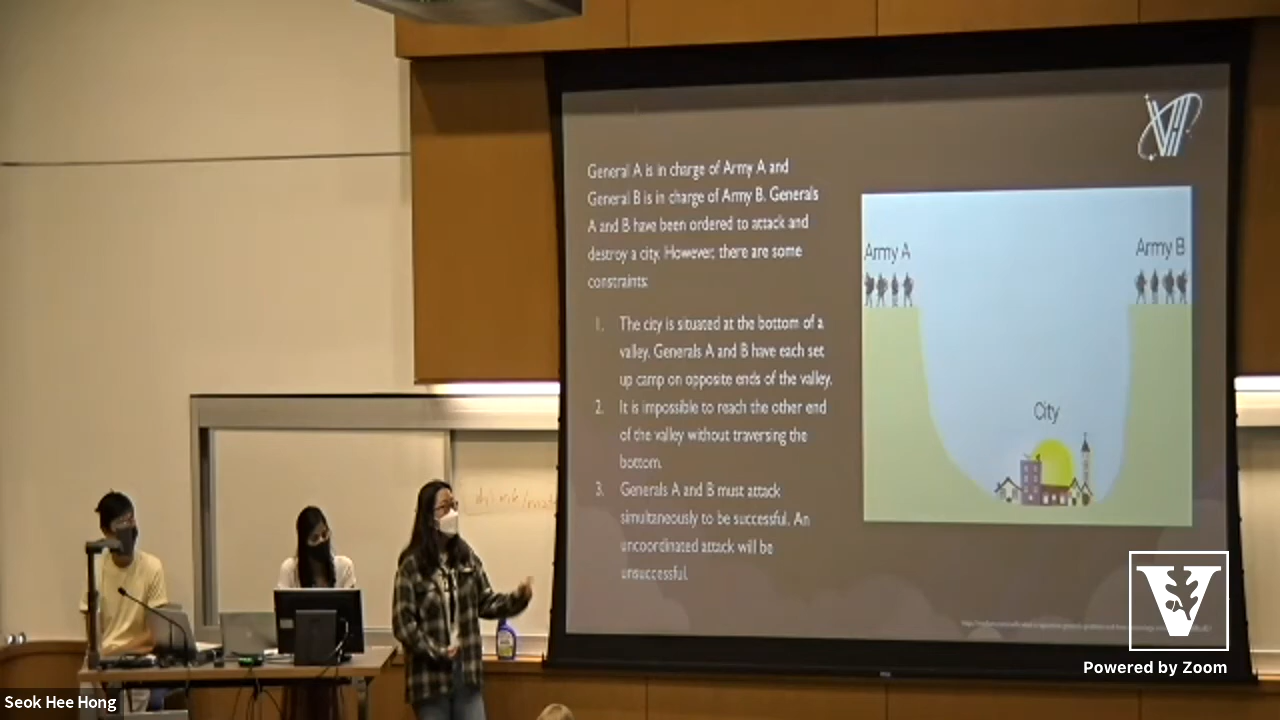 General A is in charge of Army A and
General B is in charge of Army B. Generals
A and B have been ordered to attack and
destroy a city. However, there are some
constraints:
1. The city is situated at the bottom of a
valley. Generals A and B have each set
up camp on opposite ends of the valley.
2. It is impossible to reach the other end
of the valley without traversing the
bottom.
3. Generals A and B must attack
simultaneously to be successful. An
uncoordinated attack will be
unsuccessful.
Army A
Army B
City
V
Powered by Zoom
Seok Hee Hong